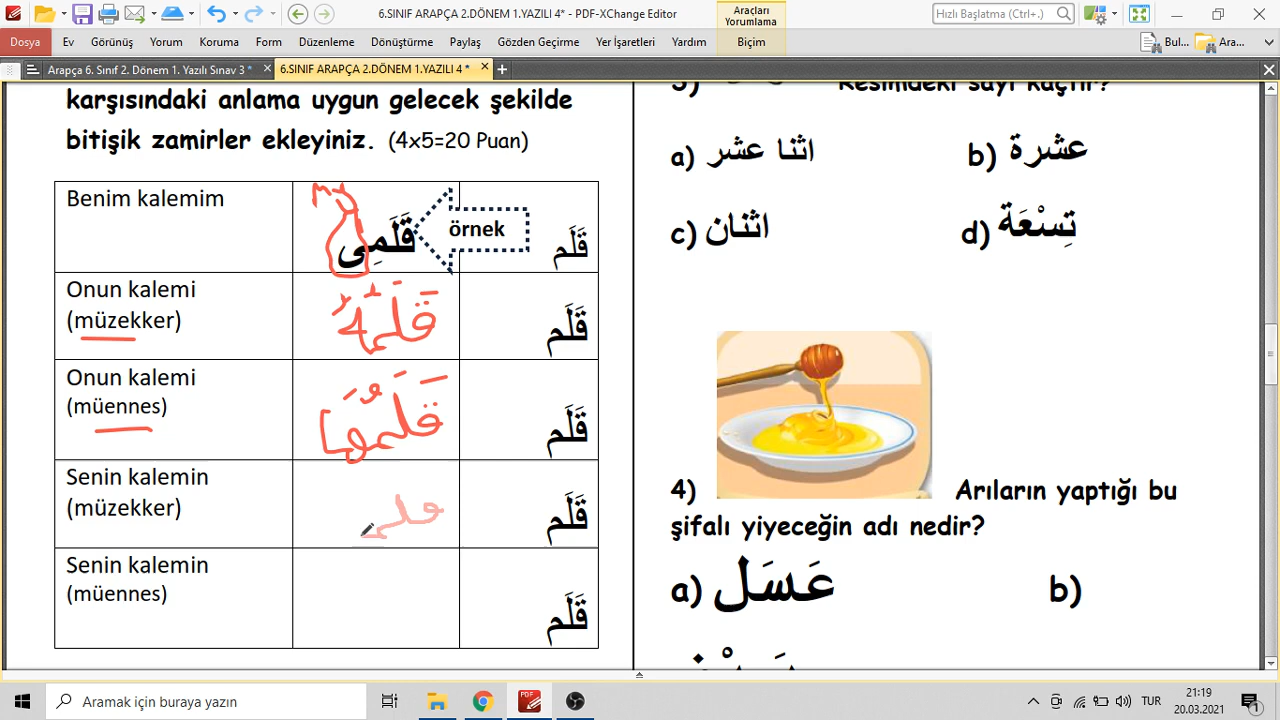 6.SINIF ARAPÇA 2.DÖNEM 1.YAZILI 4* - PDF-XChange Editor
Araçları Yorumlama
Hızlı Başlatma (Ctrl+.)
Dosya Ev Görünüş Yorum Koruma Form Düzenleme Dönüştürme Paylaş Gözden Geçirme Yer İşaretleri Yardım Biçim Bul... Ara...
Arapça 6. Sınıf 2. Dönem 1. Yazılı Sınav 3 * 6.SINIF ARAPÇA 2.DÖNEM 1.YAZILI 4 *
karşısındaki anlama uygun gelecek şekilde
bitişik zamirler ekleyiniz. (4x5=20 Puan)
Benim kalemim قَلَمِى örnek قَلَم
Onun kalemi
(müzekker) قَلَمُهُ قَلَم
Onun kalemi
(müennes) قَلَمُهَا قَلَم
Senin kalemin
(müzekker) قَلَم
Senin kalemin
(müennes) قَلَم
Resimdeki sayı kaçtır?
a) اثنا عشر b) عشرة
c) اثنان d) تِسْعَة
4) Arıların yaptığı bu
şifalı yiyeceğin adı nedir?
a) عَسَل b)
Aramak için buraya yazın
TUR
21:19
20.03.2021